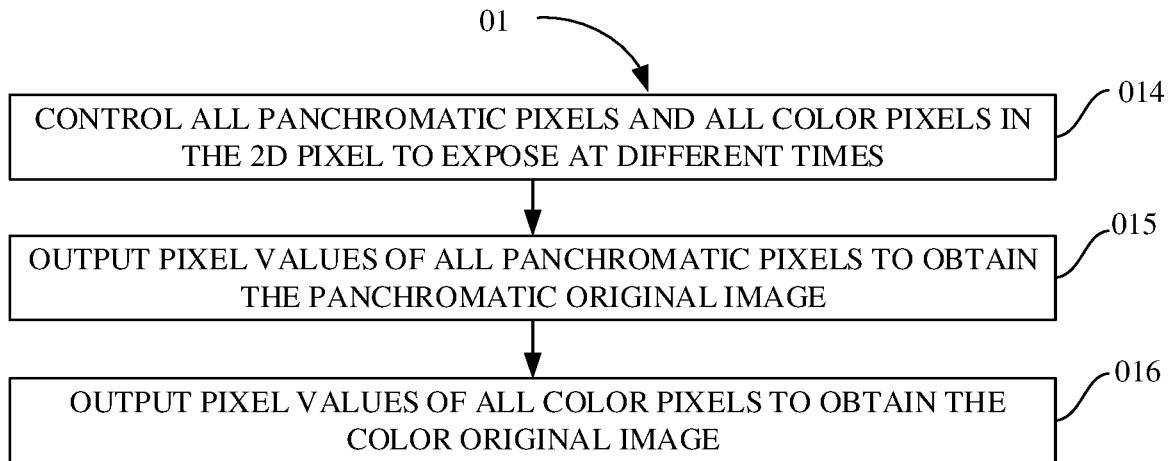 01
CONTROL ALL PANCHROMATIC PIXELS AND ALL COLOR PIXELS IN
THE 2D PIXEL TO EXPOSE AT DIFFERENT TIMES
014
OUTPUT PIXEL VALUES OF ALL PANCHROMATIC PIXELS TO OBTAIN
THE PANCHROMATIC ORIGINAL IMAGE
015
OUTPUT PIXEL VALUES OF ALL COLOR PIXELS TO OBTAIN THE
COLOR ORIGINAL IMAGE
016